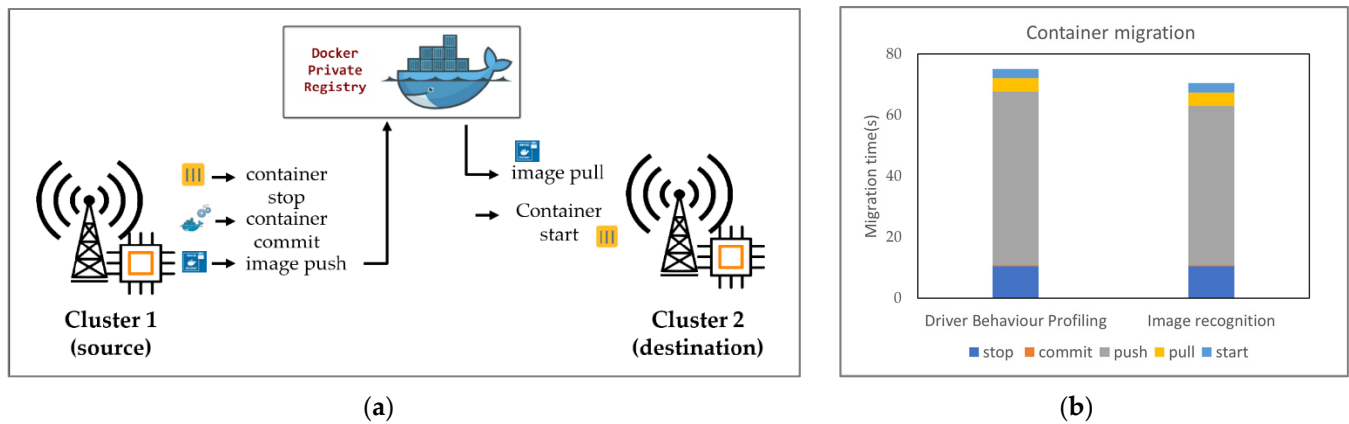 Docker
Private
Registry
container
stop
container
commit
image push
image pull
Container
start
Cluster 1
(source)
Cluster 2
(destination)
(a)
Container migration
Migration time(s)
80
60
40
20
0
Driver Behaviour Profiling
Image recognition
stop commit push pull start
(b)